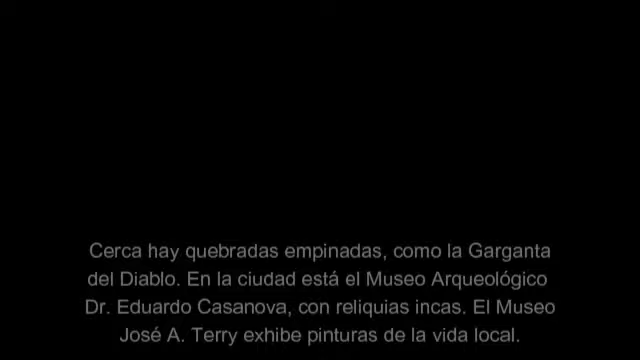 Cerca hay quebradas empinadas, como la Garganta
del Diablo. En la ciudad está el Museo Arqueológico
Dr. Eduardo Casanova, con reliquias incas. El Museo
José A. Terry exhibe pinturas de la vida local.